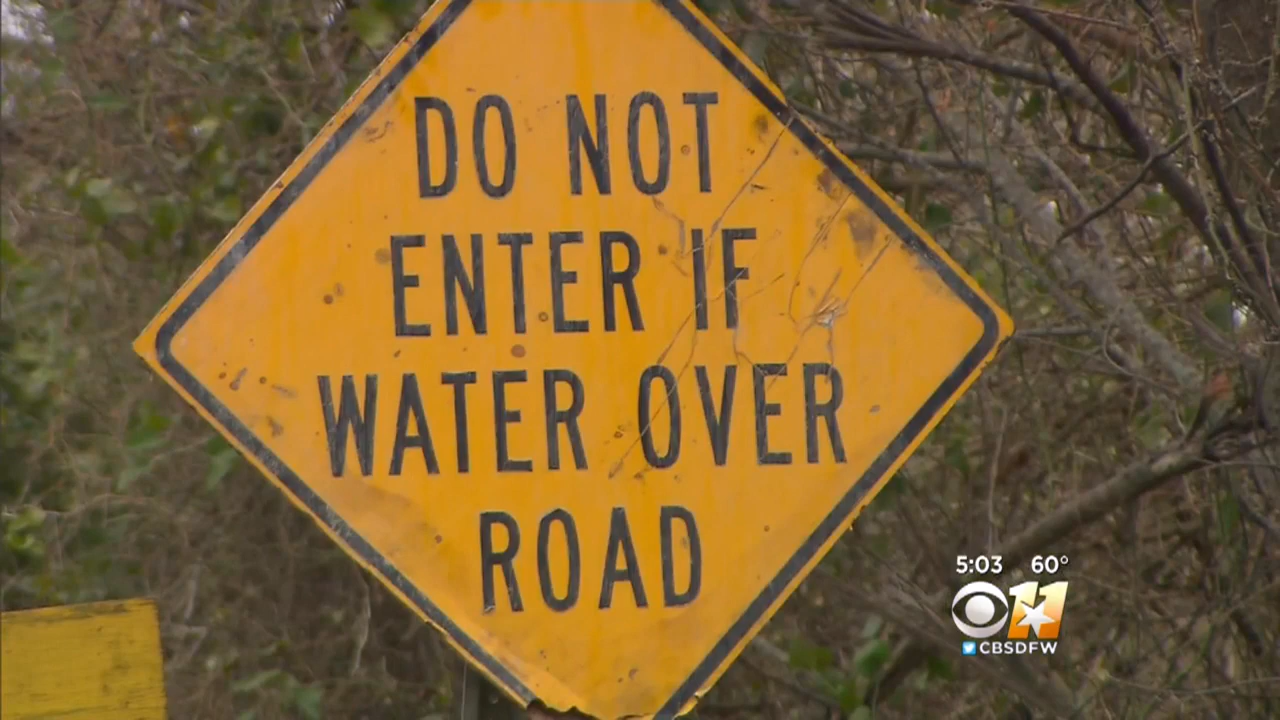 DO NOT
ENTER IF
WATER OVER
ROAD
5:03 60°
11
CBSDFW